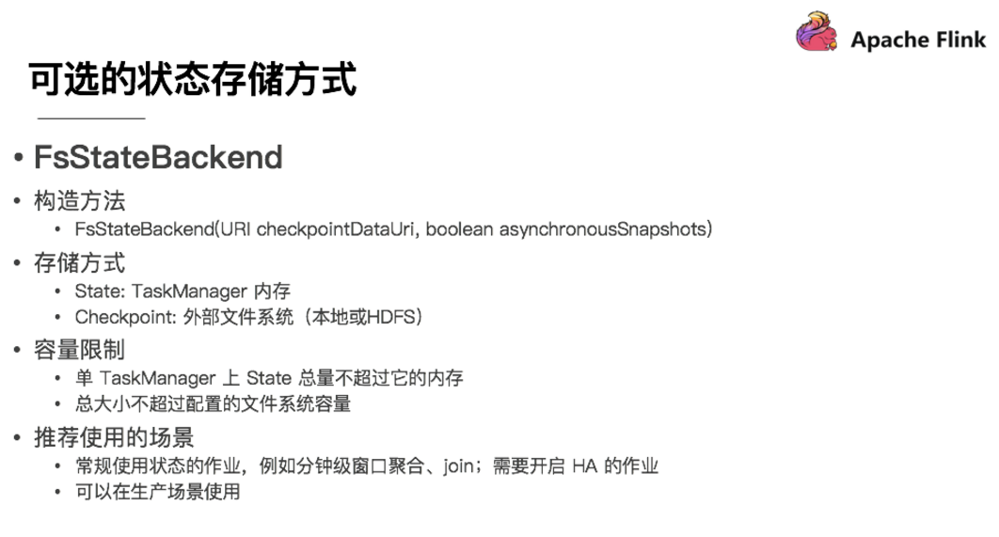 Apache Flink
可选的状态存储方式
• FsStateBackend
• 构造方法
• FsStateBackend(URI checkpointDataUri, boolean asynchronousSnapshots)
• 存储方式
• State: TaskManager 内存
• Checkpoint: 外部文件系统（本地或HDFS）
• 容量限制
• 单 TaskManager 上 State 总量不超过它的内存
• 总大小不超过配置的文件系统容量
• 推荐使用的场景
• 常规使用状态的作业，例如分钟级窗口聚合、join；需要开启 HA 的作业
• 可以在生产场景使用